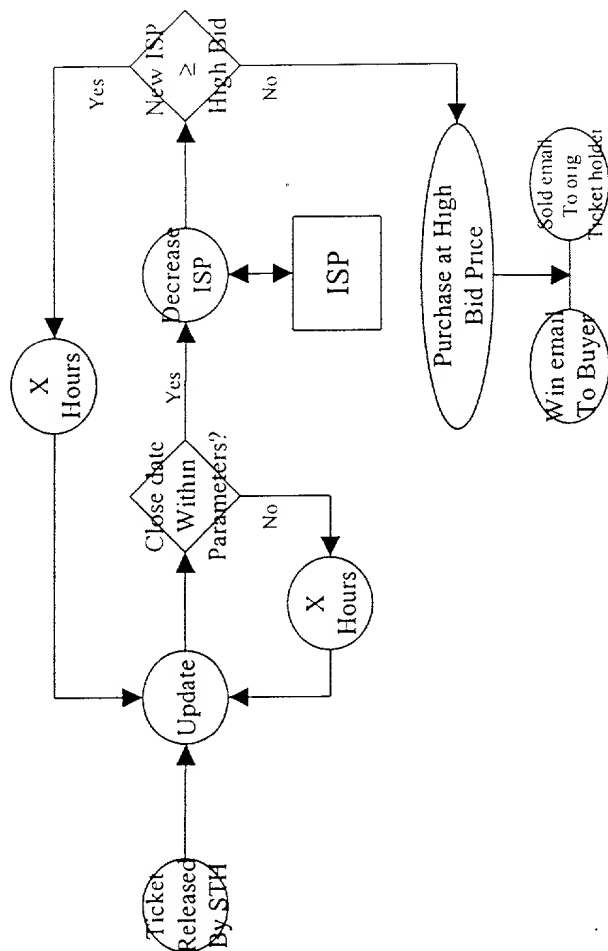 Ticket
Released
By STH
Update
X
Hours
Close date
Within
Parameters?
Yes
No
X
Hours
Decrease
ISP
ISP
New ISP
≥
High Bid
Yes
No
Purchase at High
Bid Price
Win email
To Buyer
Sold email
To orig
Ticket holder